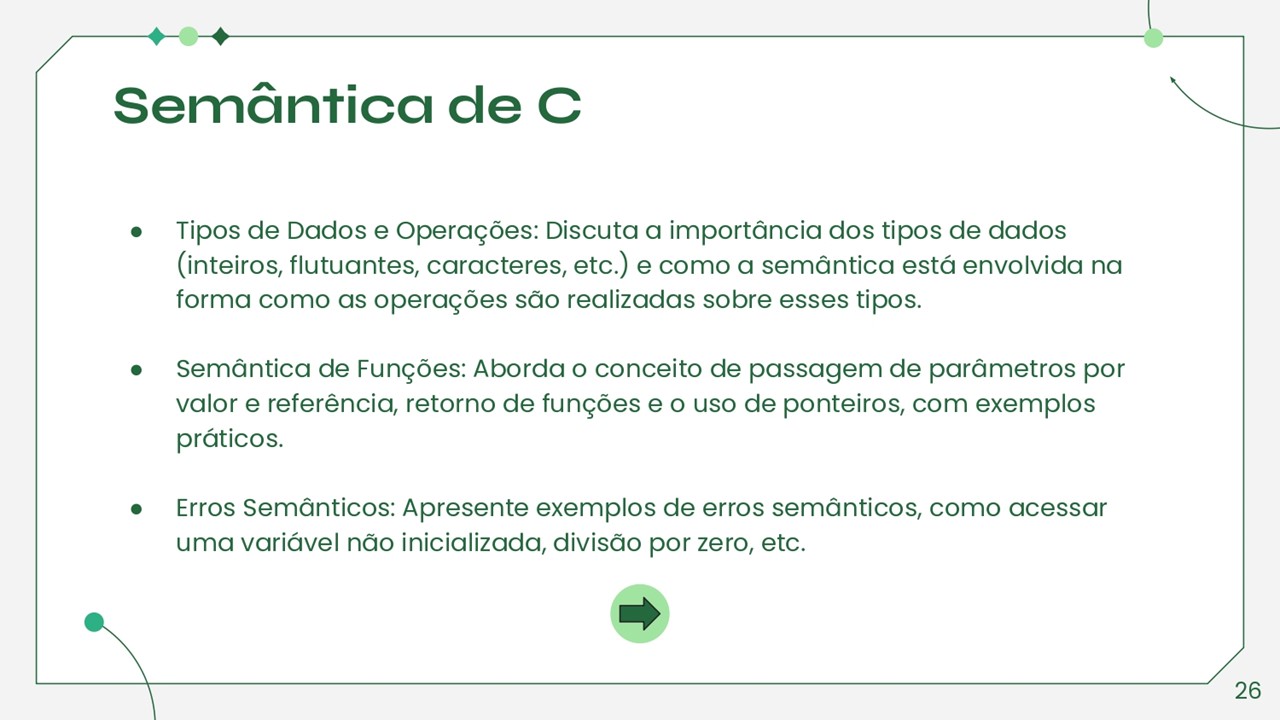 Semântica de C
● Tipos de Dados e Operações: Discuta a importância dos tipos de dados
(inteiros, flutuantes, caracteres, etc.) e como a semântica está envolvida na
forma como as operações são realizadas sobre esses tipos.
● Semântica de Funções: Aborda o conceito de passagem de parâmetros por
valor e referência, retorno de funções e o uso de ponteiros, com exemplos
práticos.
● Erros Semânticos: Apresente exemplos de erros semânticos, como acessar
uma variável não inicializada, divisão por zero, etc.
26